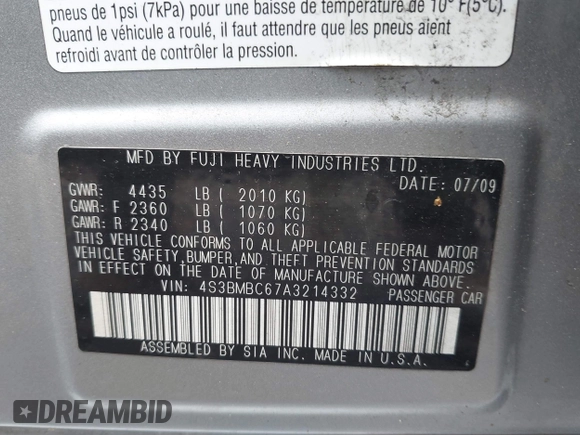 pneus de 1psi (7kPa) pour une baisse de température de 10° F(5°C).
Quand le véhicule a roulé, il faut attendre que les pneus aient
refroidi avant de contrôler la pression.
MFD BY FUJI HEAVY INDUSTRIES LTD.
DATE: 07/09
GVWR: 4435 LB ( 2010 KG)
GAWR: F 2360 LB ( 1070 KG)
GAWR: R 2340 LB ( 1060 KG)
THIS VEHICLE CONFORMS TO ALL APPLICABLE FEDERAL MOTOR
VEHICLE SAFETY, BUMPER, AND THEFT PREVENTION STANDARDS
IN EFFECT ON THE DATE OF MANUFACTURE SHOWN ABOVE.
VIN: 4S3BMBC67A3214332 PASSENGER CAR
ASSEMBLED BY SIA INC. MADE IN U.S.A.
DREAMBID